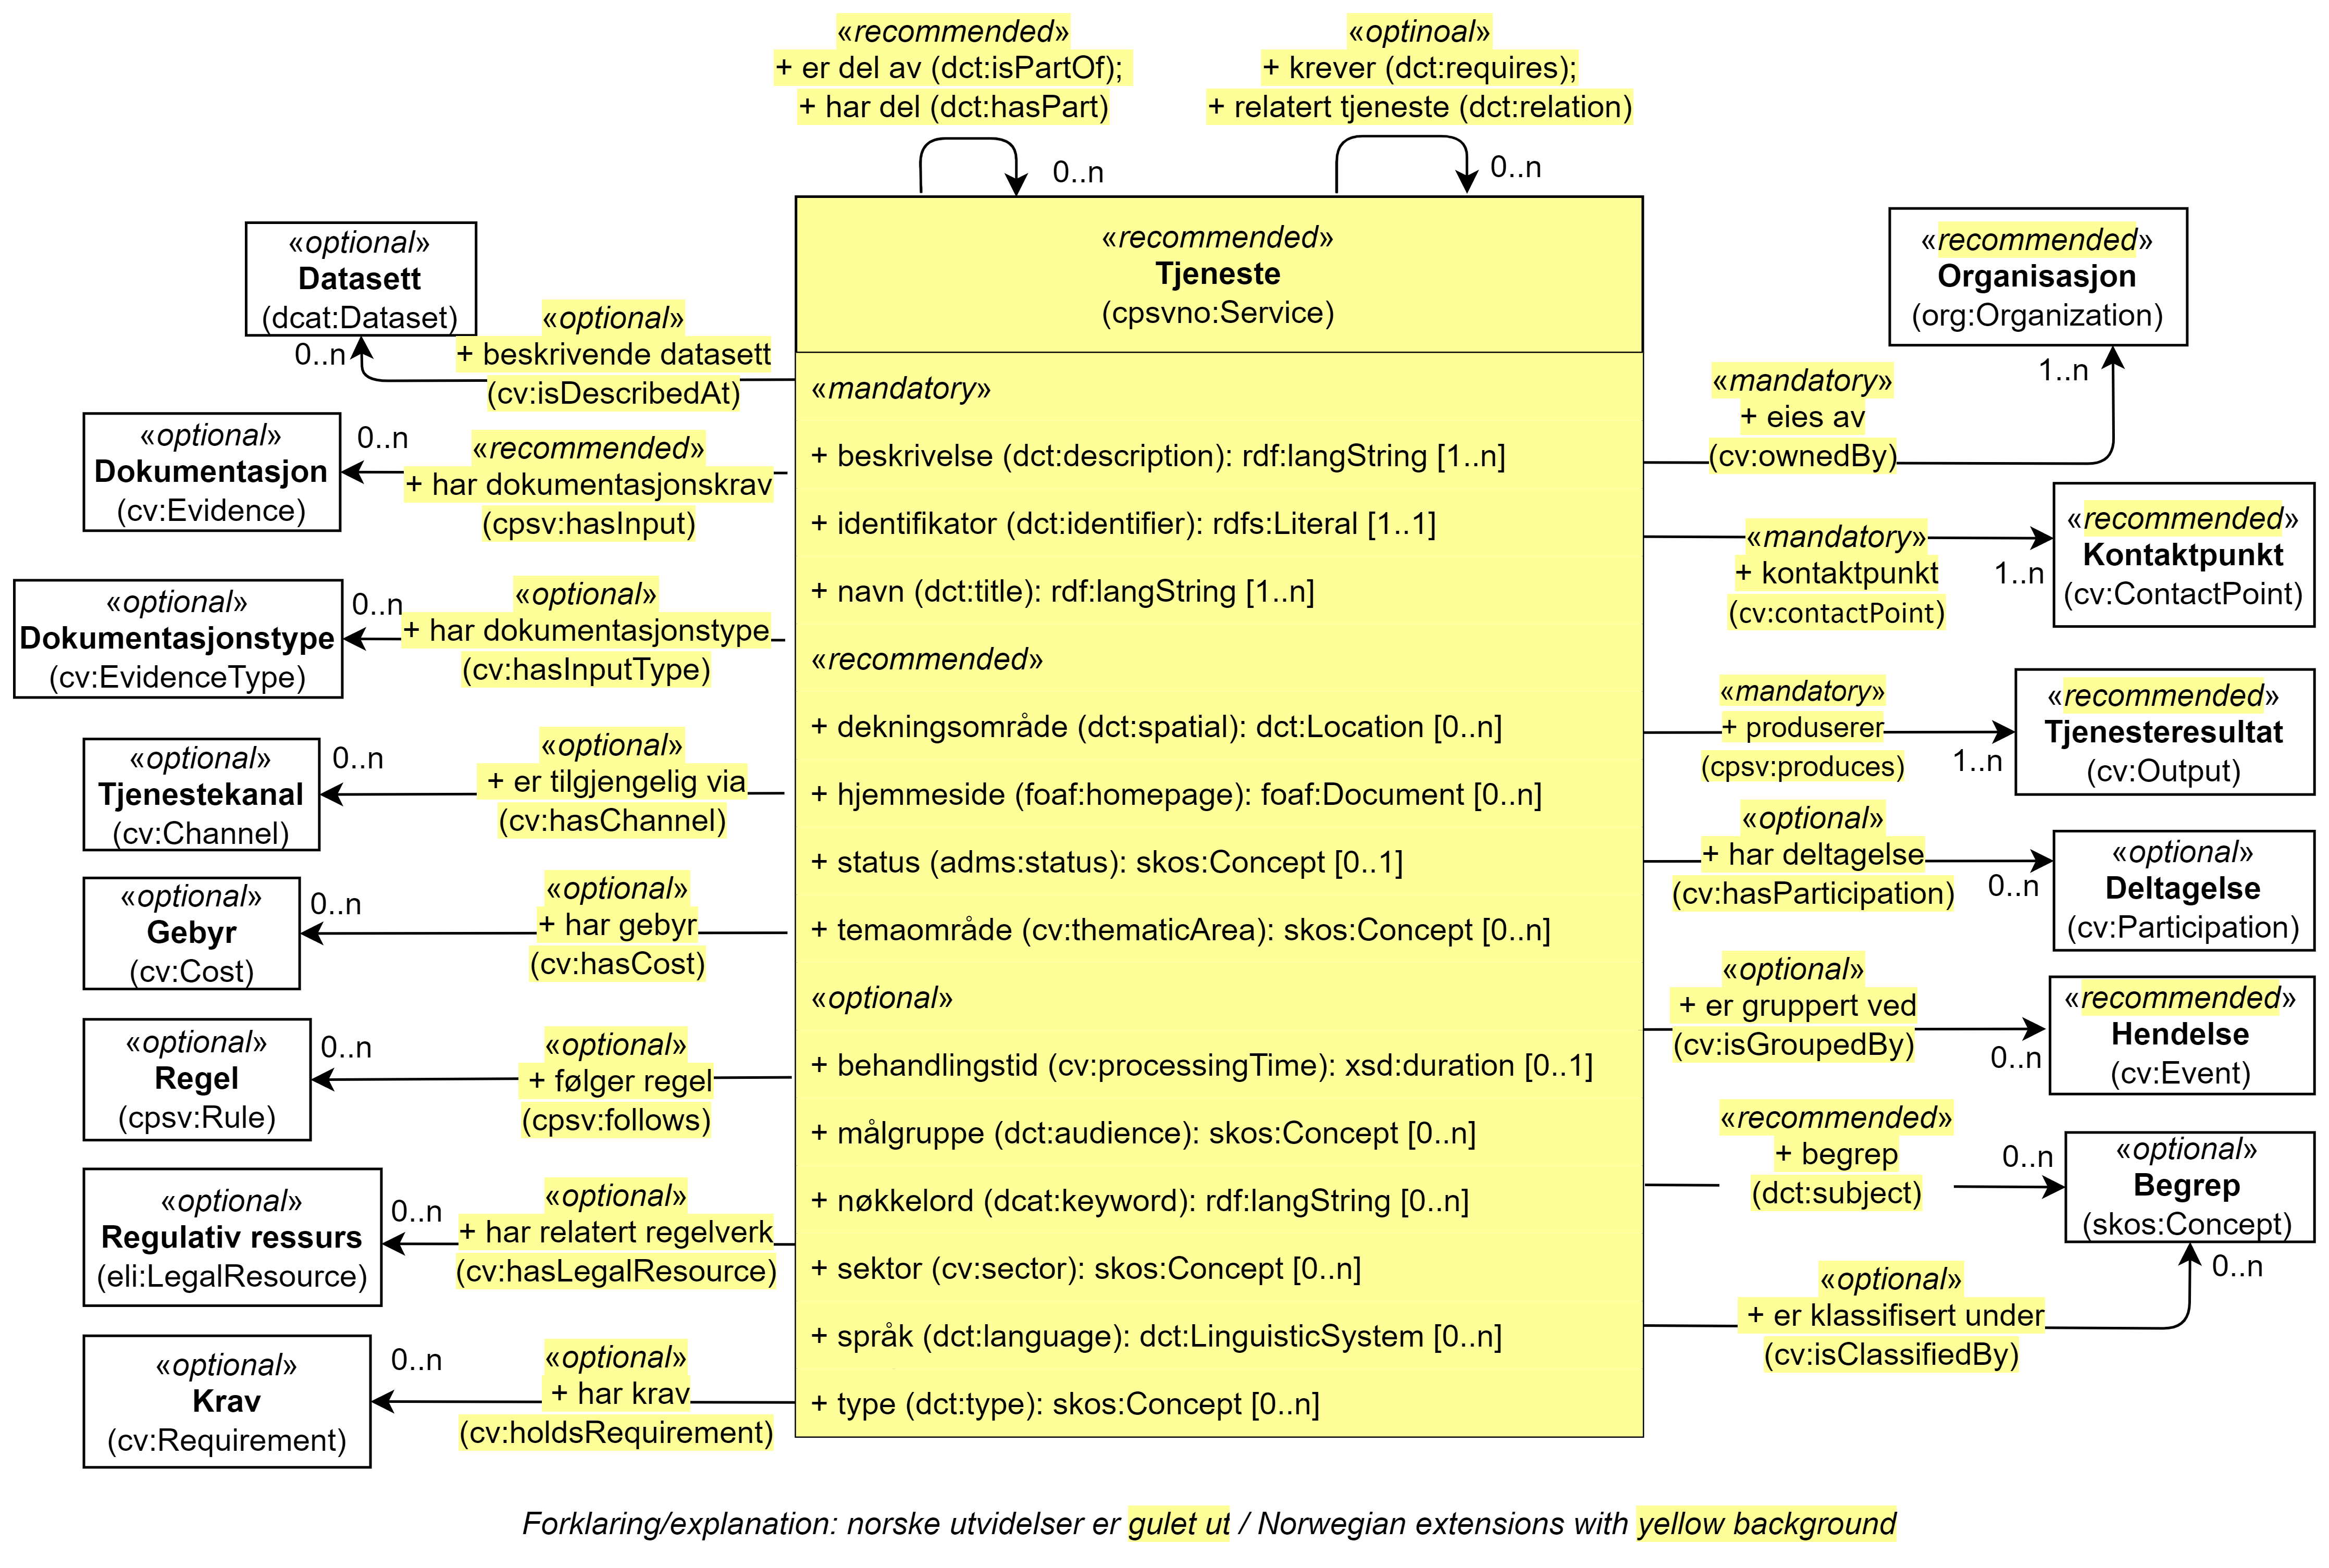 «recommended»
+ er del av (dct:isPartOf);
+ har del (dct:hasPart)
0..n
«optinoal»
+ krever (dct:requires);
+ relatert tjeneste (dct:relation)
0..n
«recommended»
Tjeneste
(cpsvno:Service)
«mandatory»
+ beskrivelse (dct:description): rdf:langString [1..n]
+ identifikator (dct:identifier): rdfs:Literal [1..1]
+ navn (dct:title): rdf:langString [1..n]
«recommended»
+ dekningsområde (dct:spatial): dct:Location [0..n]
+ hjemmeside (foaf:homepage): foaf:Document [0..n]
+ status (adms:status): skos:Concept [0..1]
+ temaområde (cv:thematicArea): skos:Concept [0..n]
«optional»
+ behandlingstid (cv:processingTime): xsd:duration [0..1]
+ målgruppe (dct:audience): skos:Concept [0..n]
+ nøkkelord (dcat:keyword): rdf:langString [0..n]
+ sektor (cv:sector): skos:Concept [0..n]
+ språk (dct:language): dct:LinguisticSystem [0..n]
+ type (dct:type): skos:Concept [0..n]
«optional»
Datasett
(dcat:Dataset)
0..n
«optional»
+ beskrivende datasett
(cv:isDescribedAt)
«optional»
Dokumentasjon
(cv:Evidence)
0..n
«recommended»
+ har dokumentasjonskrav
(cpsv:hasInput)
«optional»
Dokumentasjonstype
(cv:EvidenceType)
0..n
«optional»
+ har dokumentasjonstype
(cv:hasInputType)
«optional»
Tjenestekanal
(cv:Channel)
0..n
«optional»
+ er tilgjengelig via
(cv:hasChannel)
«optional»
Gebyr
(cv:Cost)
0..n
«optional»
+ har gebyr
(cv:hasCost)
«optional»
Regel
(cpsv:Rule)
0..n
«optional»
+ følger regel
(cpsv:follows)
«optional»
Regulativ ressurs
(eli:LegalResource)
0..n
«optional»
+ har relatert regelverk
(cv:hasLegalResource)
«optional»
Krav
(cv:Requirement)
0..n
«optional»
+ har krav
(cv:holdsRequirement)
«recommended»
Organisasjon
(org:Organization)
1..n
«mandatory»
+ eies av
(cv:ownedBy)
«recommended»
Kontaktpunkt
(cv:ContactPoint)
1..n
«mandatory»
+ kontaktpunkt
(cv:contactPoint)
«recommended»
Tjenesteresultat
(cv:Output)
1..n
«mandatory»
+ produserer
(cpsv:produces)
«optional»
Deltagelse
(cv:Participation)
0..n
«optional»
+ har deltagelse
(cv:hasParticipation)
«recommended»
Hendelse
(cv:Event)
0..n
«optional»
+ er gruppert ved
(cv:isGroupedBy)
«optional»
Begrep
(skos:Concept)
0..n
«recommended»
+ begrep
(dct:subject)
0..n
«optional»
+ er klassifisert under
(cv:isClassifiedBy)
Forklaring/explanation: norske utvidelser er gulet ut / Norwegian extensions with yellow background